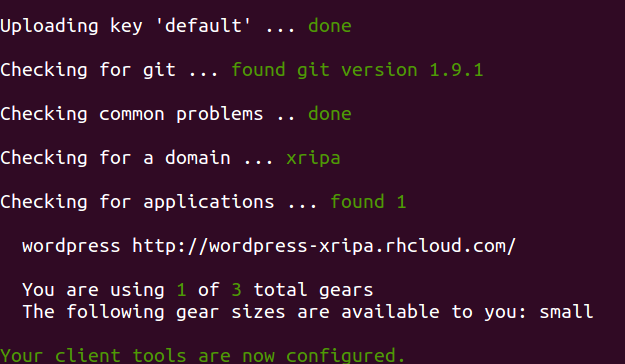 Uploading key 'default' ... done
Checking for git ... found git version 1.9.1
Checking common problems .. done
Checking for a domain ... xripa
Checking for applications ... found 1
wordpress http://wordpress-xripa.rhcloud.com/
You are using 1 of 3 total gears
The following gear sizes are available to you: small
Your client tools are now configured.